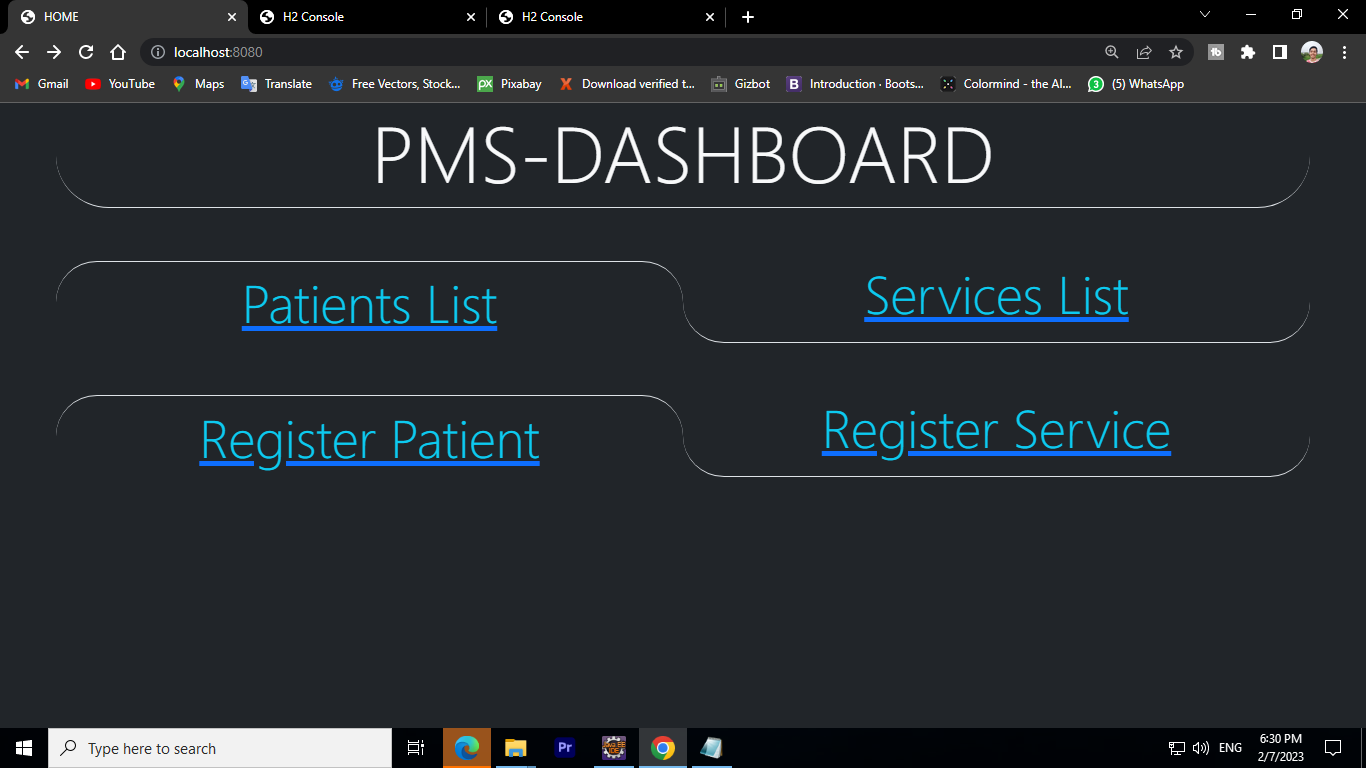 HOME
H2 Console
H2 Console
localhost:8080
Gmail
YouTube
Maps
Translate
Free Vectors, Stock...
Pixabay
Download verified t...
Gizbot
Introduction · Boots...
Colormind - the AI...
(5) WhatsApp
PMS-DASHBOARD
Patients List
Services List
Register Patient
Register Service
Type here to search
Pr
ENG
6:30 PM
2/7/2023